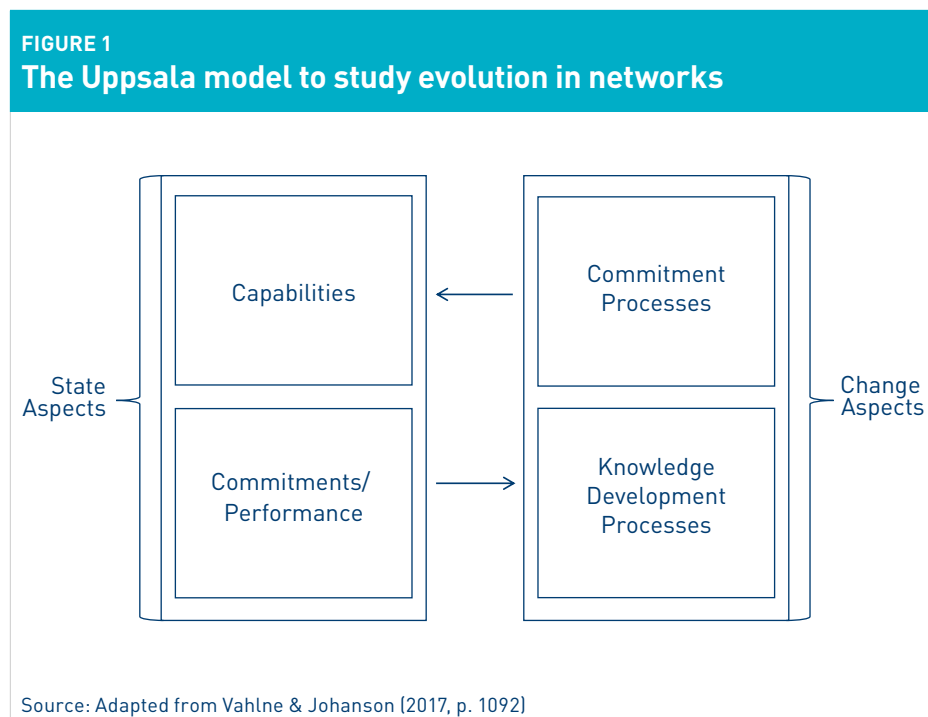 FIGURE 1
The Uppsala model to study evolution in networks
State
Aspects
Capabilities
Commitments/
Performance
Commitment
Processes
Knowledge
Development
Processes
Change
Aspects
Source: Adapted from Vahlne & Johanson (2017, p. 1092)